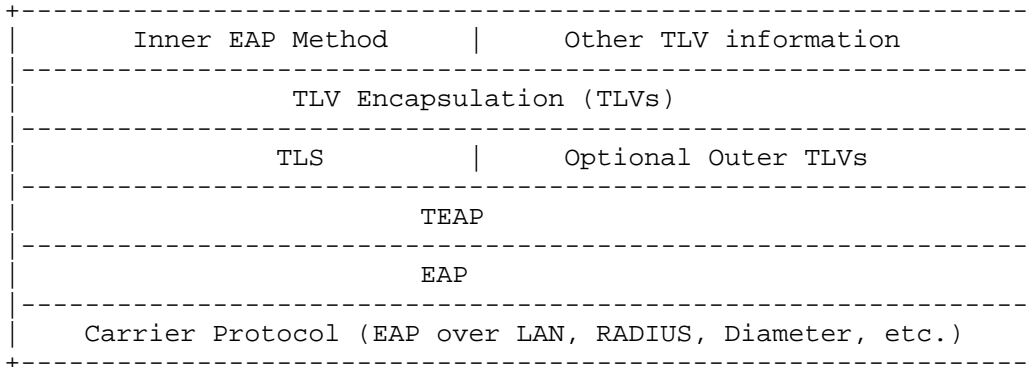 +---------------------------------------------------------------
| Inner EAP Method | Other TLV information
|---------------------------------------------------------------
| TLV Encapsulation (TLVs)
|---------------------------------------------------------------
| TLS | Optional Outer TLVs
|---------------------------------------------------------------
| TEAP
|---------------------------------------------------------------
| EAP
|---------------------------------------------------------------
| Carrier Protocol (EAP over LAN, RADIUS, Diameter, etc.)
+---------------------------------------------------------------